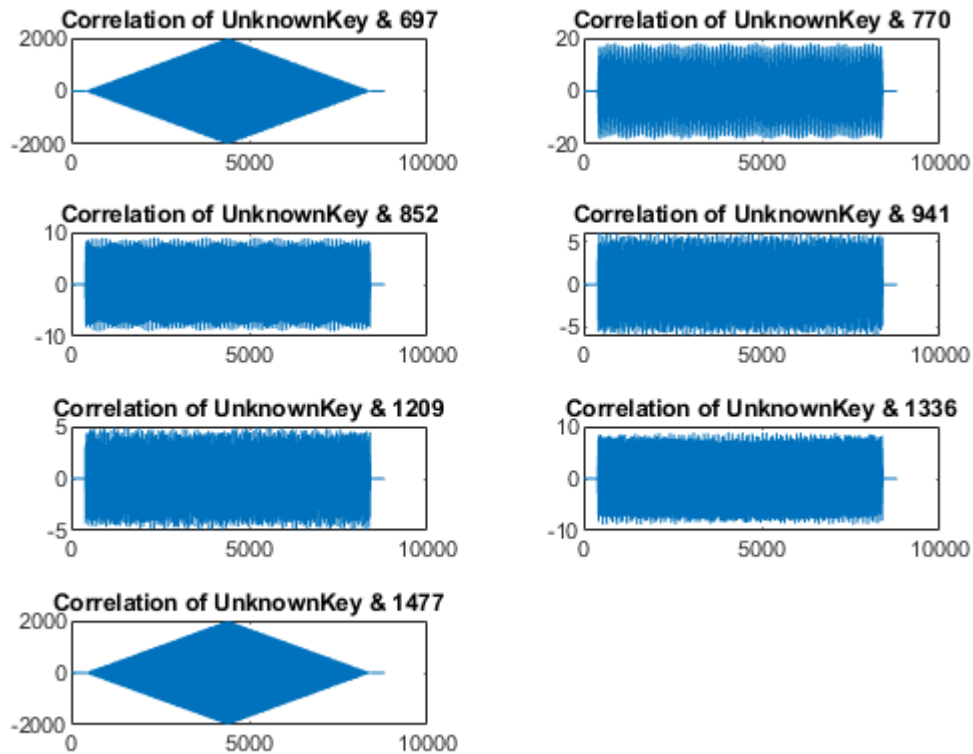 Correlation of UnknownKey & 697
2000
0
-2000
0 5000 10000
Correlation of UnknownKey & 770
20
0
-20
0 5000 10000
Correlation of UnknownKey & 852
10
0
-10
0 5000 10000
Correlation of UnknownKey & 941
5
0
-5
0 5000 10000
Correlation of UnknownKey & 1209
5
0
-5
0 5000 10000
Correlation of UnknownKey & 1336
10
0
-10
0 5000 10000
Correlation of UnknownKey & 1477
2000
0
-2000
0 5000 10000